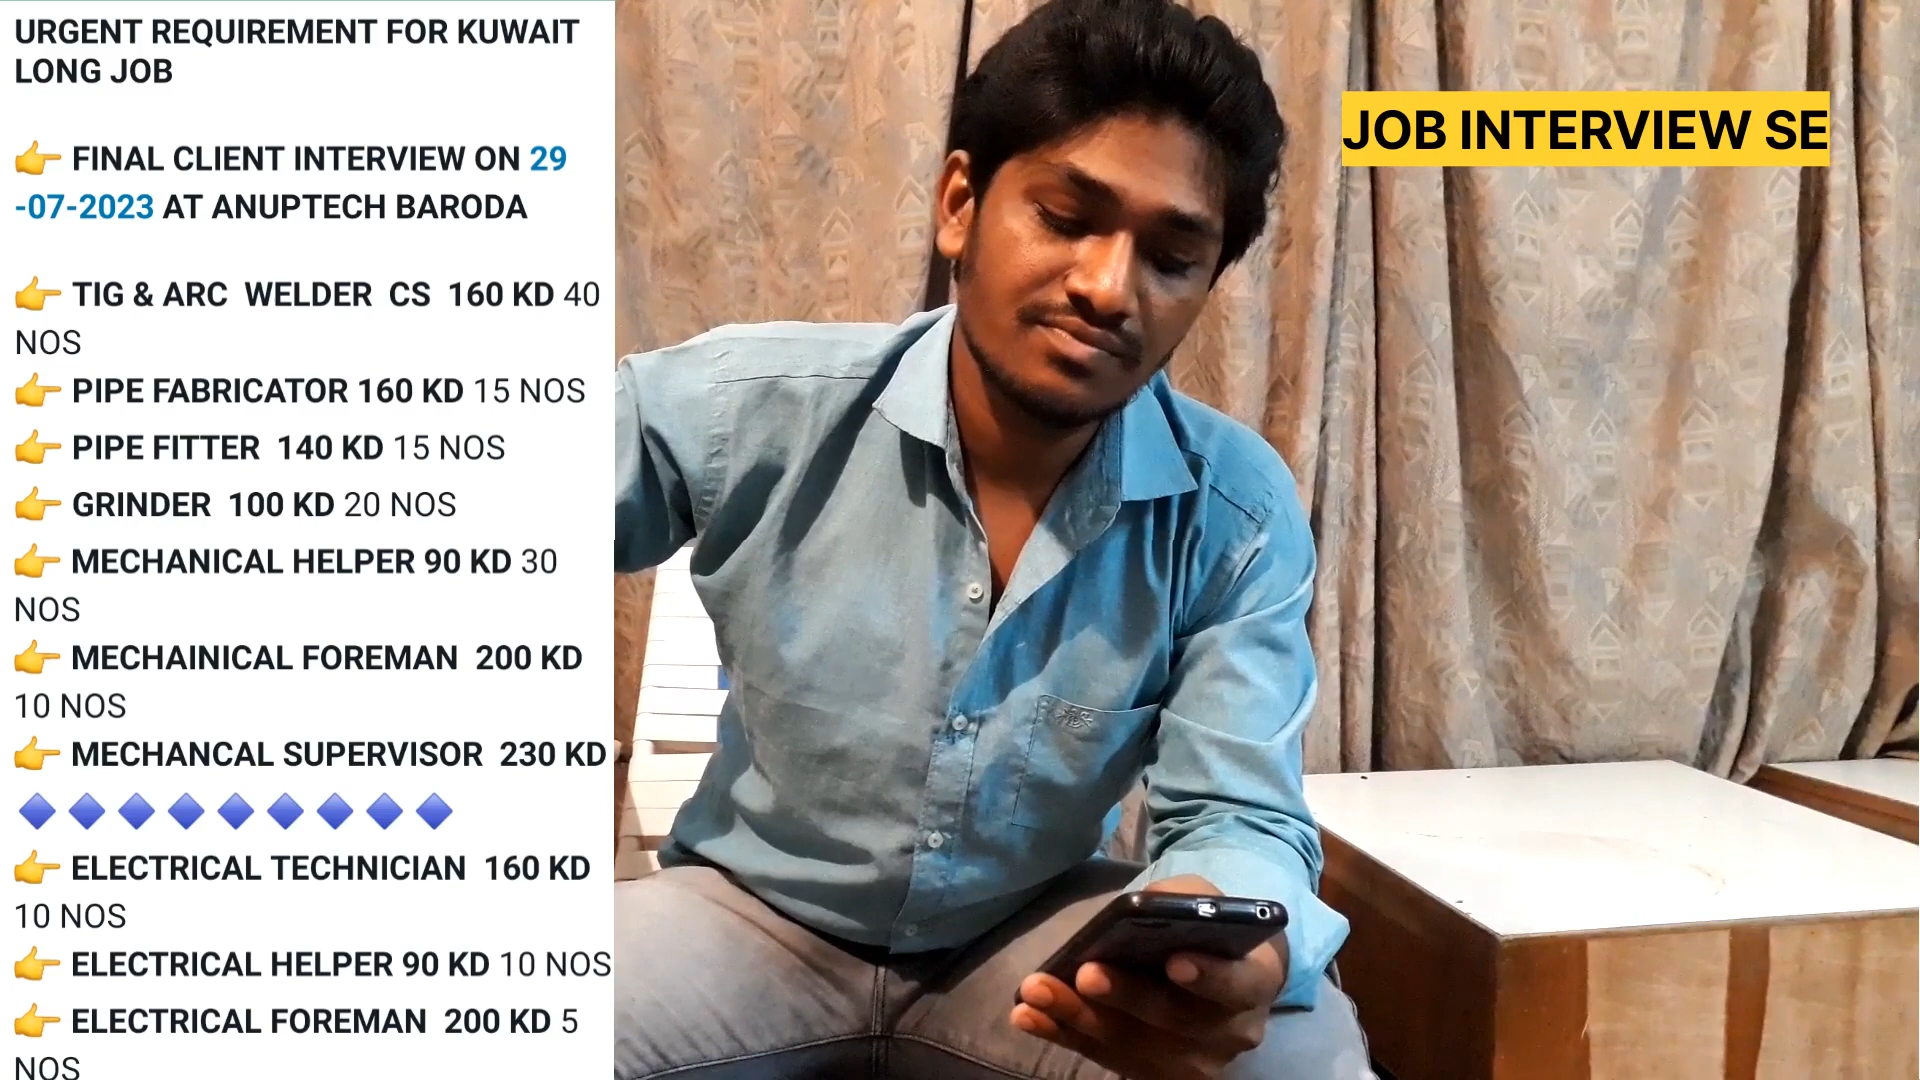 URGENT REQUIREMENT FOR KUWAIT
LONG JOB
👉 FINAL CLIENT INTERVIEW ON 29
-07-2023 AT ANUPTECH BARODA
👉 TIG & ARC WELDER CS 160 KD 40
NOS
👉 PIPE FABRICATOR 160 KD 15 NOS
👉 PIPE FITTER 140 KD 15 NOS
👉 GRINDER 100 KD 20 NOS
👉 MECHANICAL HELPER 90 KD 30
NOS
👉 MECHAINICAL FOREMAN 200 KD
10 NOS
👉 MECHANCAL SUPERVISOR 230 KD
🔷🔷🔷🔷🔷🔷🔷🔷🔷
👉 ELECTRICAL TECHNICIAN 160 KD
10 NOS
👉 ELECTRICAL HELPER 90 KD 10 NOS
👉 ELECTRICAL FOREMAN 200 KD 5
NOS
JOB INTERVIEW SE